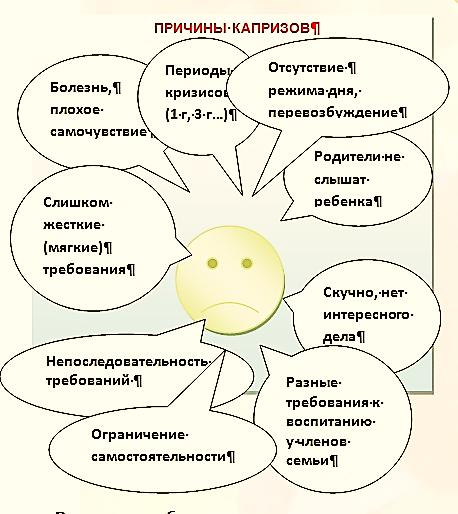 ПРИЧИНЫ·КАПРИЗОВ¶
Болезнь,¶
плохое·
самочувствие¶
Периоды·
кризисов
(1·г,·3·г...)¶
Отсутствие·¶
режима·дня,·
перевозбуждение¶
Родители·не·
слышат·
ребенка¶
Слишком·
жесткие·
(мягкие)¶
требования¶
Скучно,·нет·
интересного·
дела¶
Непоследовательность·
требований·¶
Разные·
требования·к·
воспитанию·
у·членов·
семьи¶
Ограничение·
самостоятельности¶